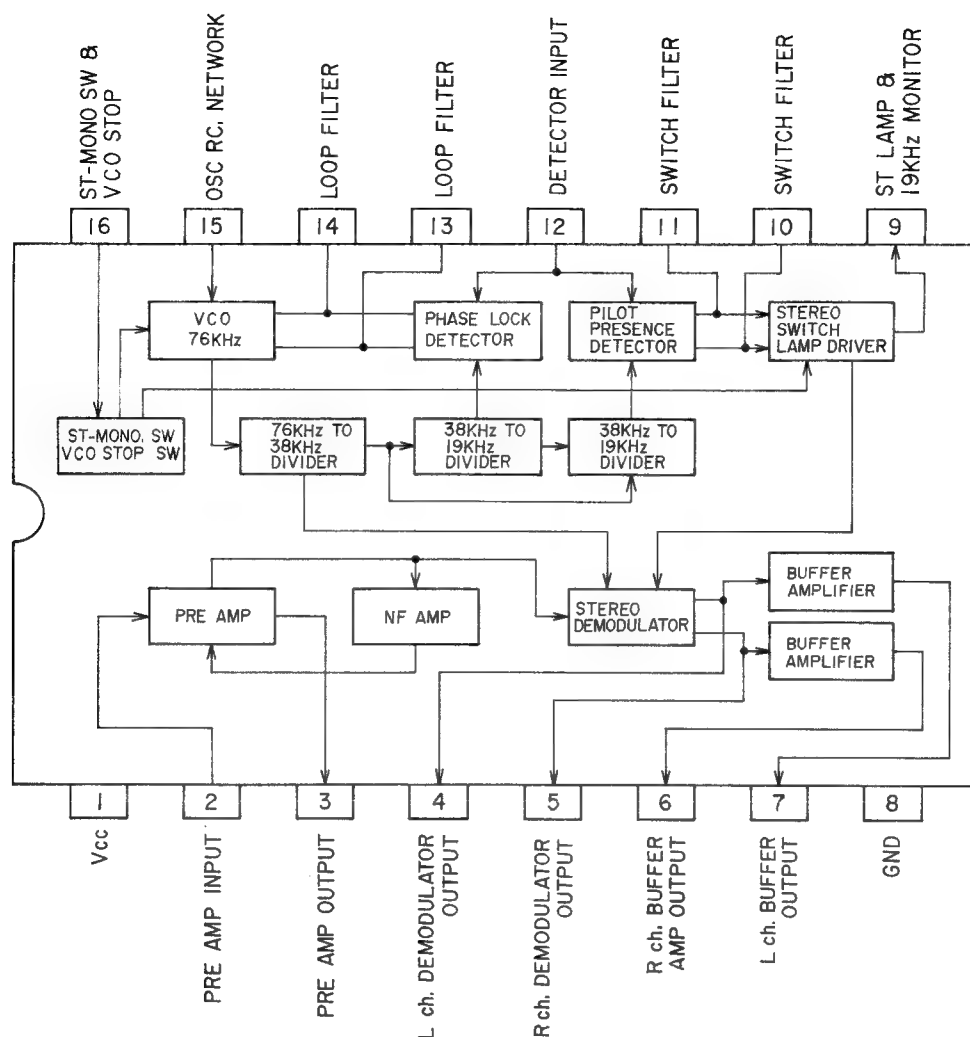 ST-MONO SW &
VCO STOP
OSC RC. NETWORK
LOOP FILTER
LOOP FILTER
DETECTOR INPUT
SWITCH FILTER
SWITCH FILTER
ST LAMP &
19KHz MONITOR
16
15
14
13
12
11
10
9
VCO
76KHz
PHASE LOCK
DETECTOR
PILOT
PRESENCE
DETECTOR
STEREO
SWITCH
LAMP DRIVER
ST-MONO. SW
VCO STOP SW
76KHz TO
38KHz
DIVIDER
38KHz TO
19KHz
DIVIDER
38KHz TO
19KHz
DIVIDER
PRE AMP
NF AMP
STEREO
DEMODULATOR
BUFFER
AMPLIFIER
BUFFER
AMPLIFIER
1
2
3
4
5
6
7
8
Vcc
PRE AMP INPUT
PRE AMP OUTPUT
L ch. DEMODULATOR
OUTPUT
R ch. DEMODULATOR
OUTPUT
R ch. BUFFER
AMP OUTPUT
L ch. BUFFER
OUTPUT
GND